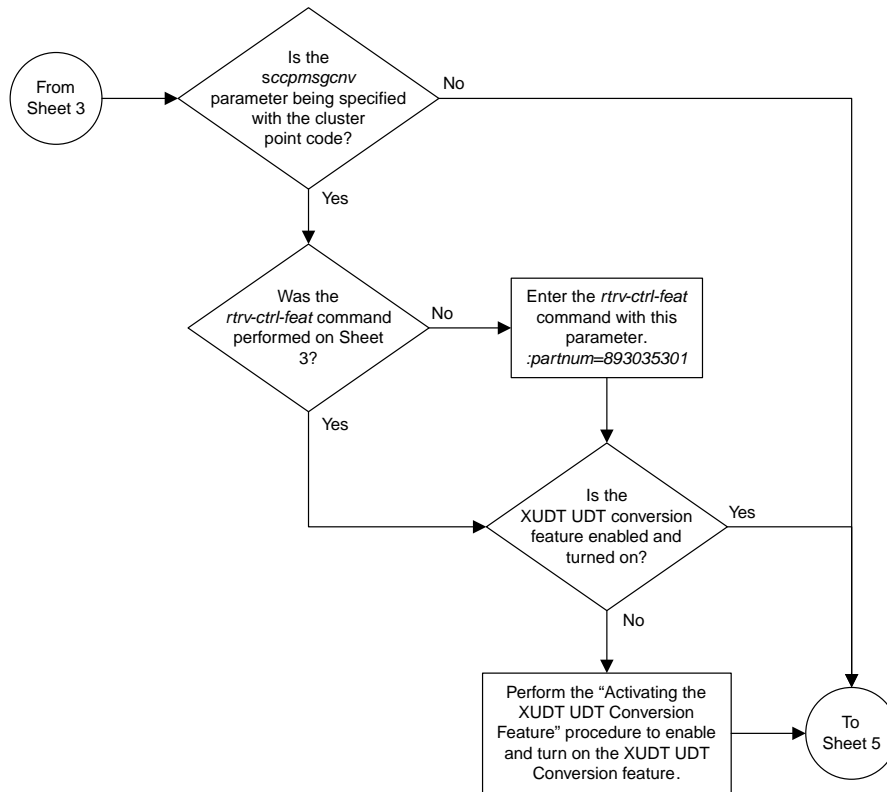 From
Sheet 3
Is the
sccpmsgcnv
parameter being specified
with the cluster
point code?
No
Yes
Was the
rtrv-ctrl-feat command
performed on Sheet
3?
No
Enter the rtrv-ctrl-feat
command with this
parameter.
:partnum=893035301
Yes
Is the
XUDT UDT conversion
feature enabled and
turned on?
Yes
No
Perform the “Activating the
XUDT UDT Conversion
Feature” procedure to enable
and turn on the XUDT UDT
Conversion feature.
To
Sheet 5